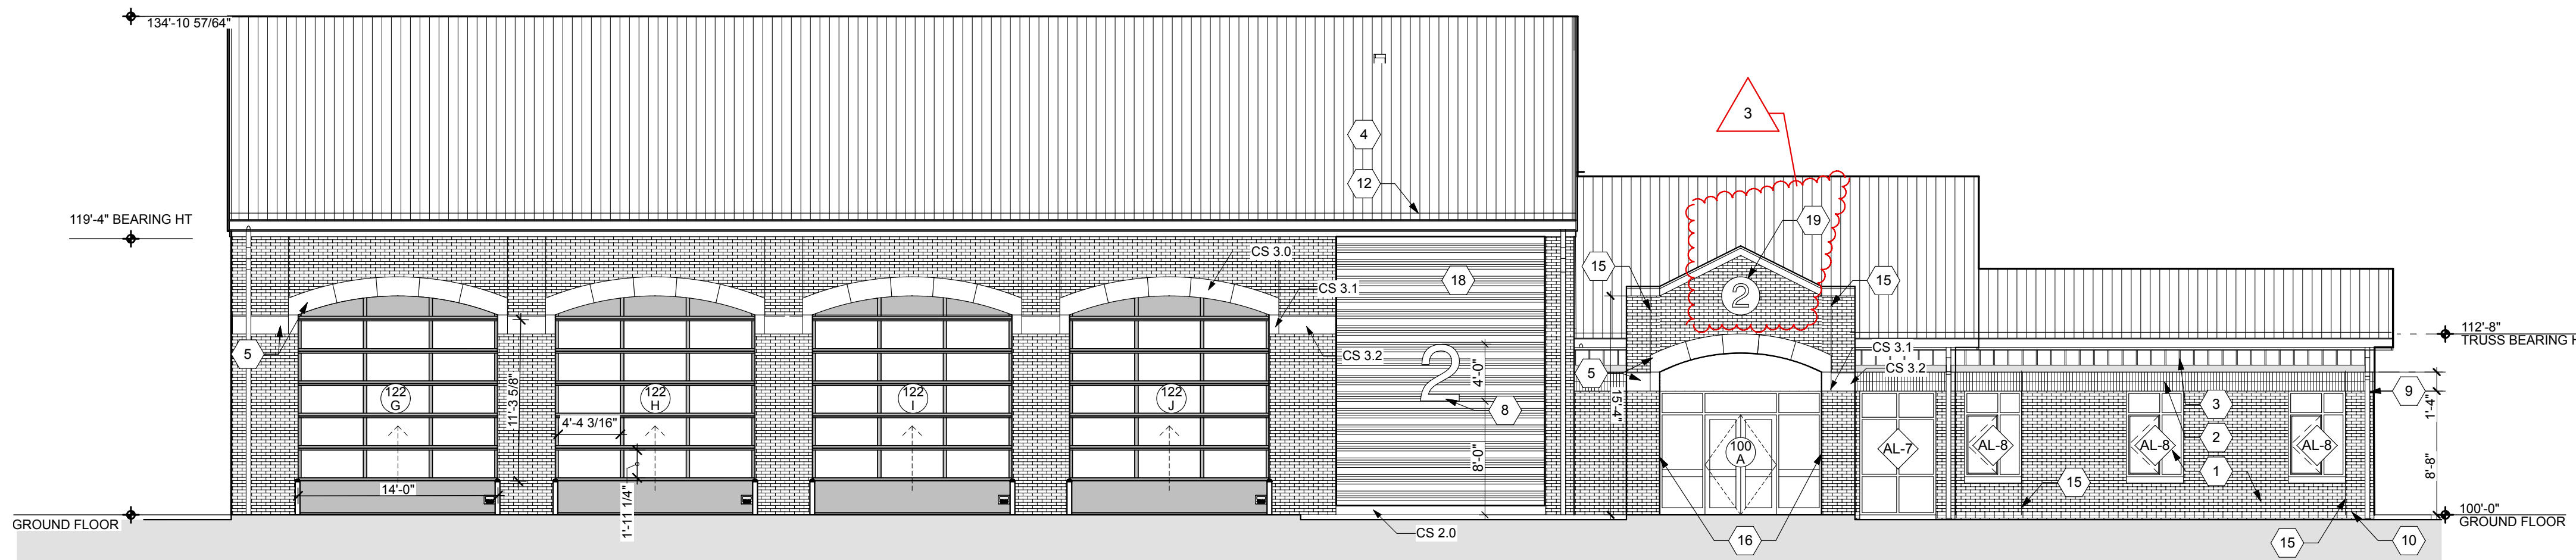 134'-10 57/64"
119'-4" BEARING HT
GROUND FLOOR
5
122
G
14'-0"
11'-3 5/8"
4'-4 3/16"
1'-11 1/4"
122
H
122
I
122
J
CS 3.0
CS 3.1
CS 3.2
4
12
18
2
4'-0"
8'-0"
8
CS 2.0
3
19
15
2
15
5
15'-4"
CS 3.1
CS 3.2
100
A
16
AL-7
AL-8
AL-8
AL-8
15
15
10
3
2
1
9
1'-4"
8'-8"
112'-8"
TRUSS BEARING H
100'-0"
GROUND FLOOR